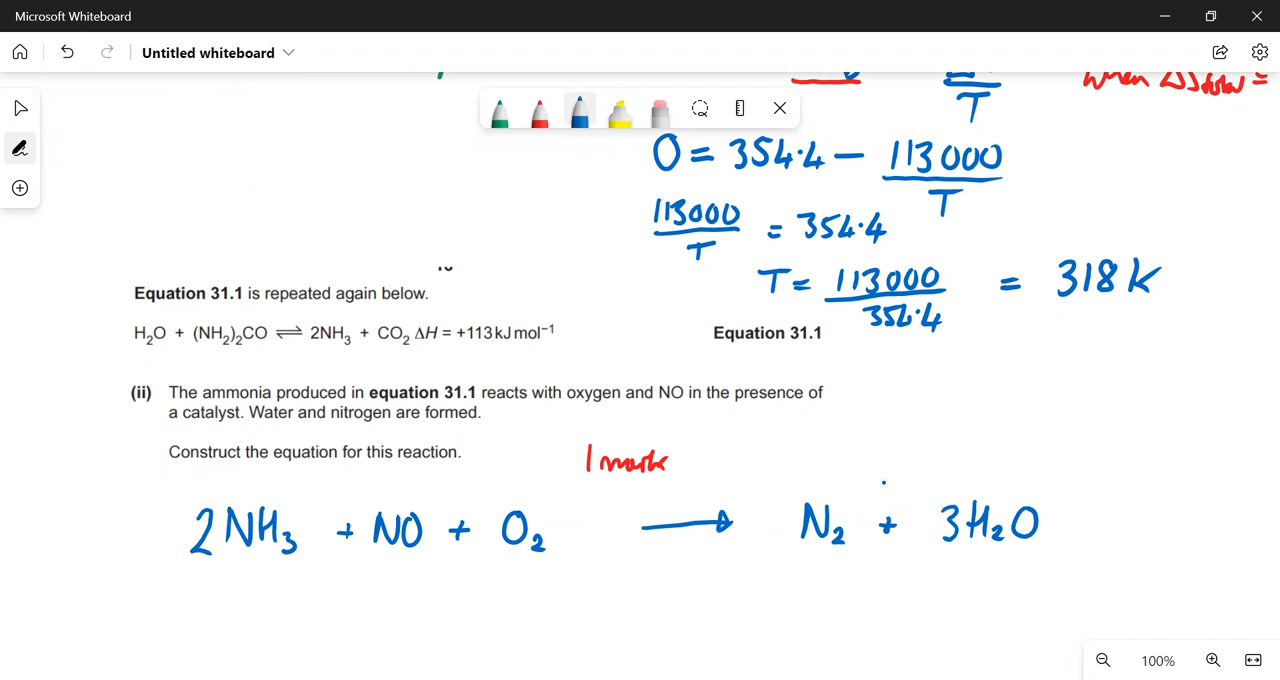 Microsoft Whiteboard
Untitled whiteboard
when ΔStotal =
T
0 = 354.4 − 113000
T
113000 = 354.4
T
T = 113000 = 318 K
354.4
Equation 31.1 is repeated again below.
H₂O + (NH₂)₂CO ⇌ 2NH₃ + CO₂ ΔH = +113 kJ mol⁻¹ Equation 31.1
(ii) The ammonia produced in equation 31.1 reacts with oxygen and NO in the presence of
a catalyst. Water and nitrogen are formed.
Construct the equation for this reaction.
1 mark
2NH₃ + NO + O₂ → N₂ + 3H₂O
100%